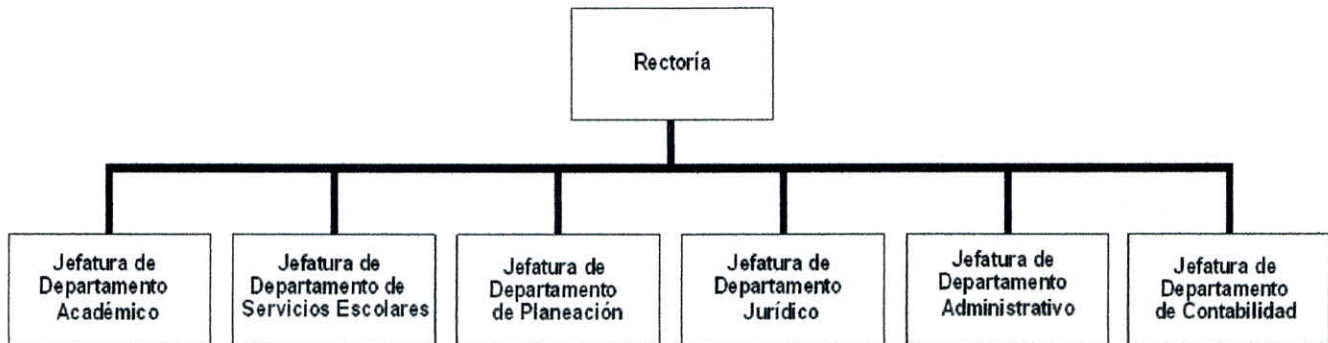 Rectoría
Jefatura de
Departamento
Académico
Jefatura de
Departamento de
Servicios Escolares
Jefatura de
Departamento
de Planeación
Jefatura de
Departamento
Jurídico
Jefatura de
Departamento
Administrativo
Jefatura de
Departamento
de Contabilidad